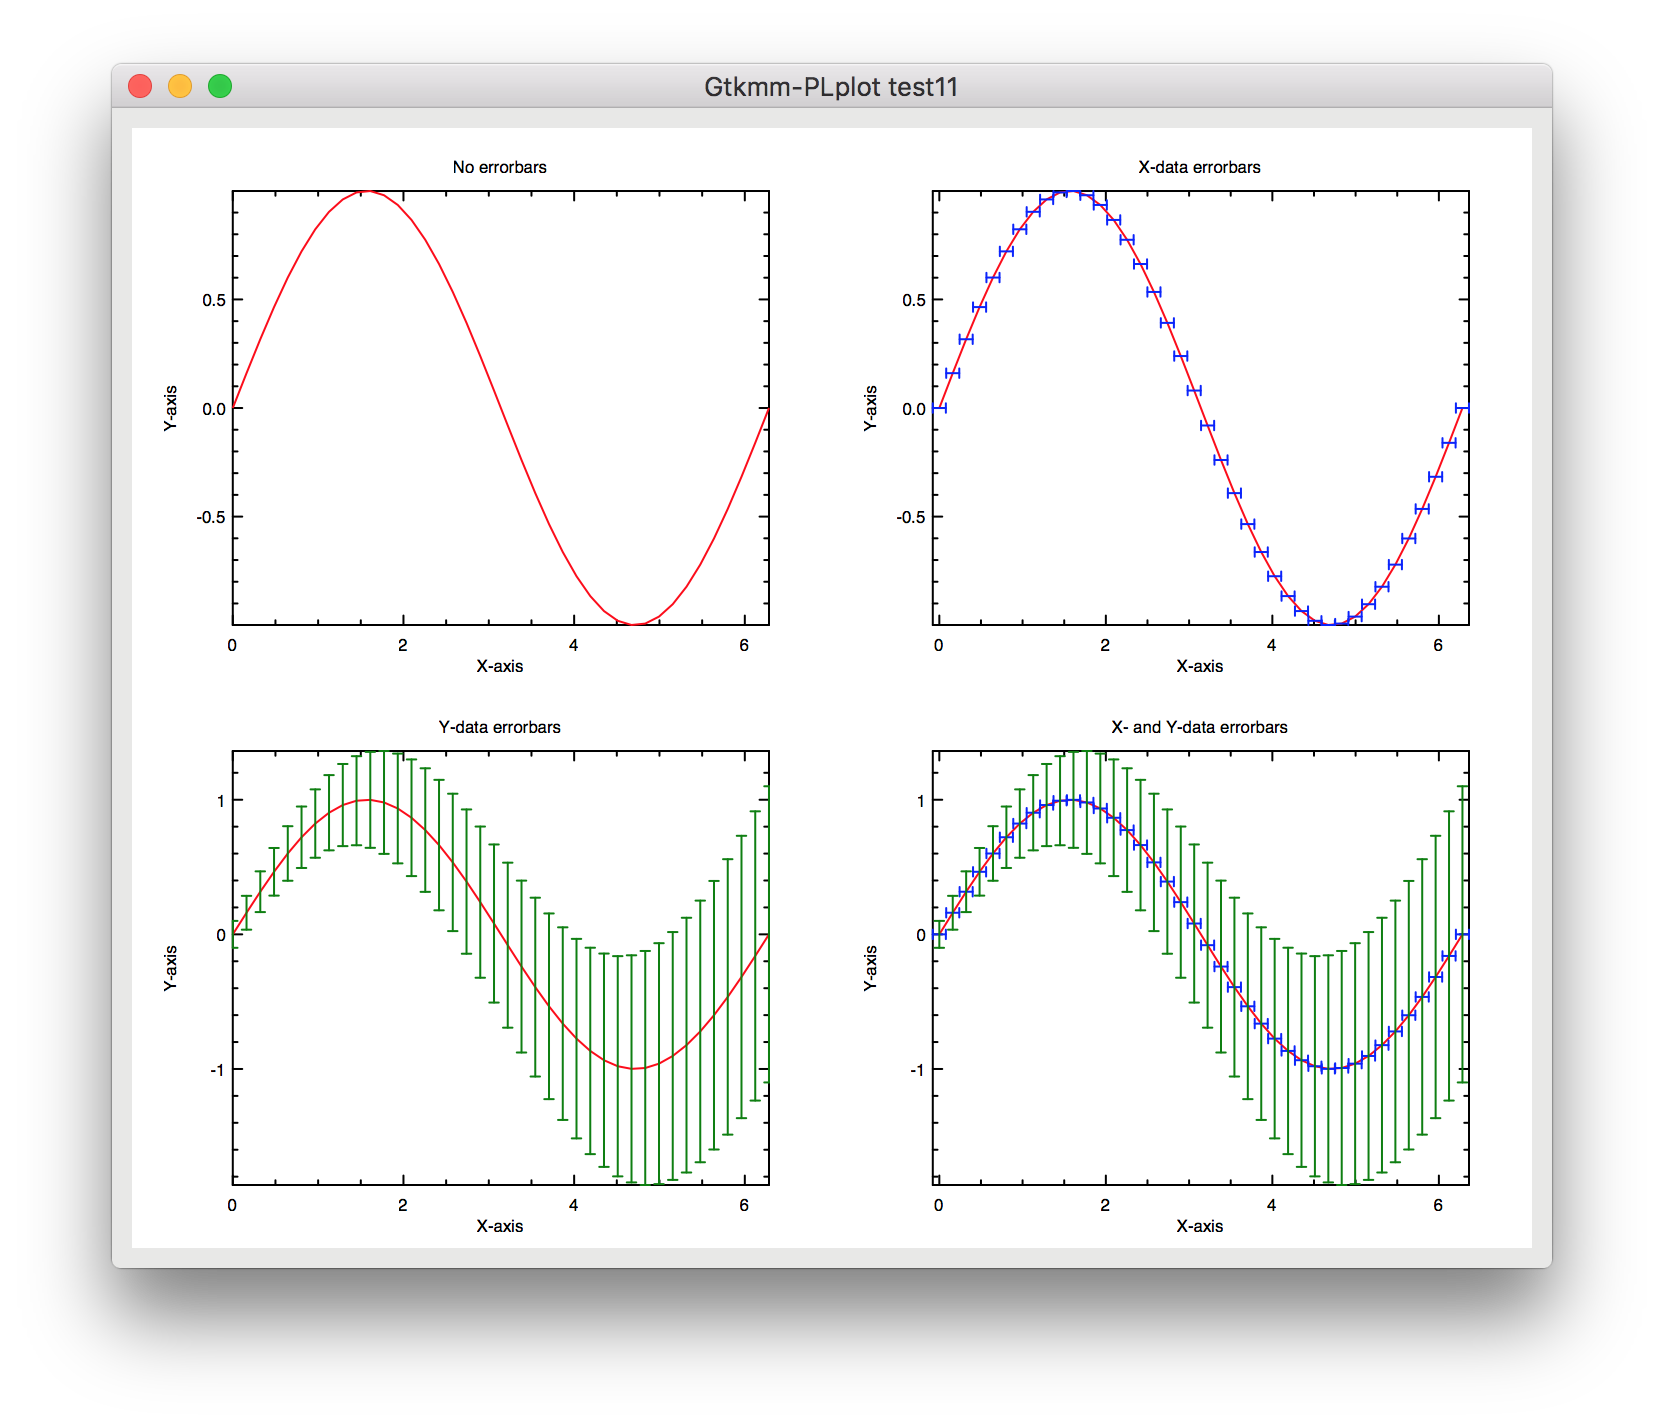 Gtkmm-PLplot test11
No errorbars
0.5
0.0
-0.5
Y-axis
0 2 4 6
X-axis
X-data errorbars
0.5
0.0
-0.5
Y-axis
0 2 4 6
X-axis
Y-data errorbars
1
0
-1
Y-axis
0 2 4 6
X-axis
X- and Y-data errorbars
1
0
-1
Y-axis
0 2 4 6
X-axis